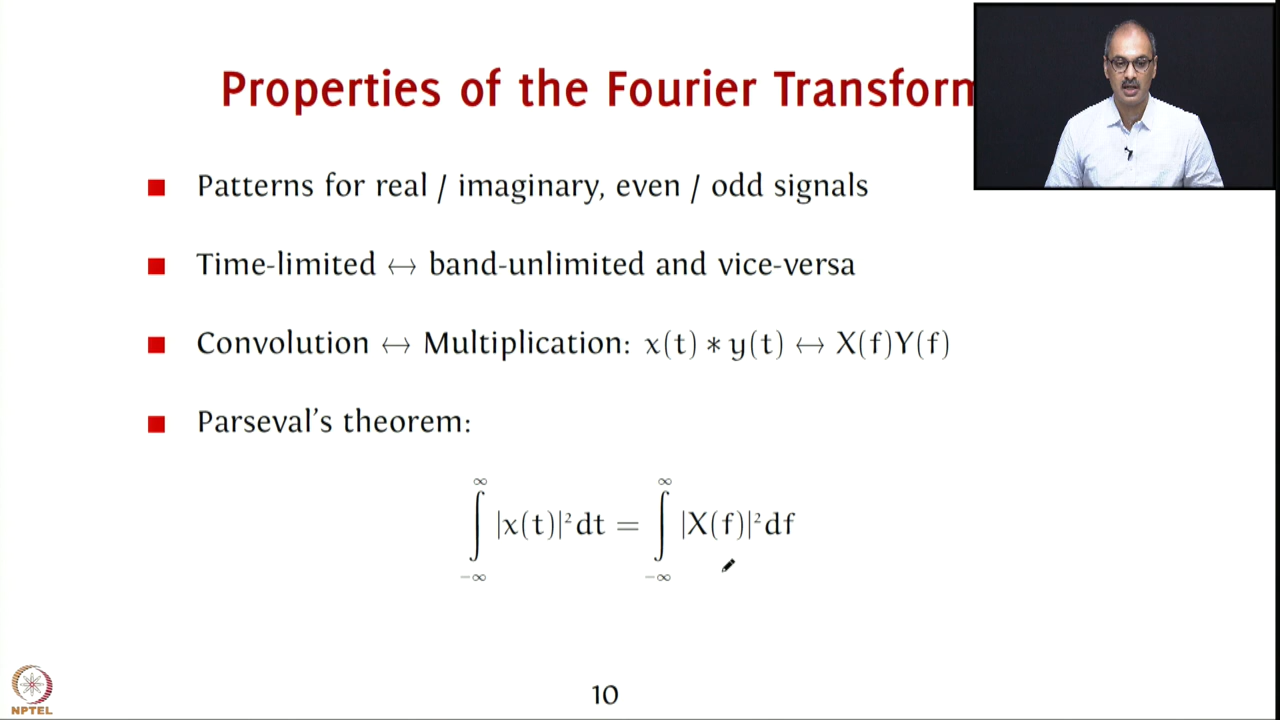 Properties of the Fourier Transform
■ Patterns for real / imaginary, even / odd signals
■ Time-limited ↔ band-unlimited and vice-versa
■ Convolution ↔ Multiplication: x(t) ∗ y(t) ↔ X(f)Y(f)
■ Parseval's theorem:
∫_{-∞}^{∞} |x(t)|² dt = ∫_{-∞}^{∞} |X(f)|² df
NPTEL
10